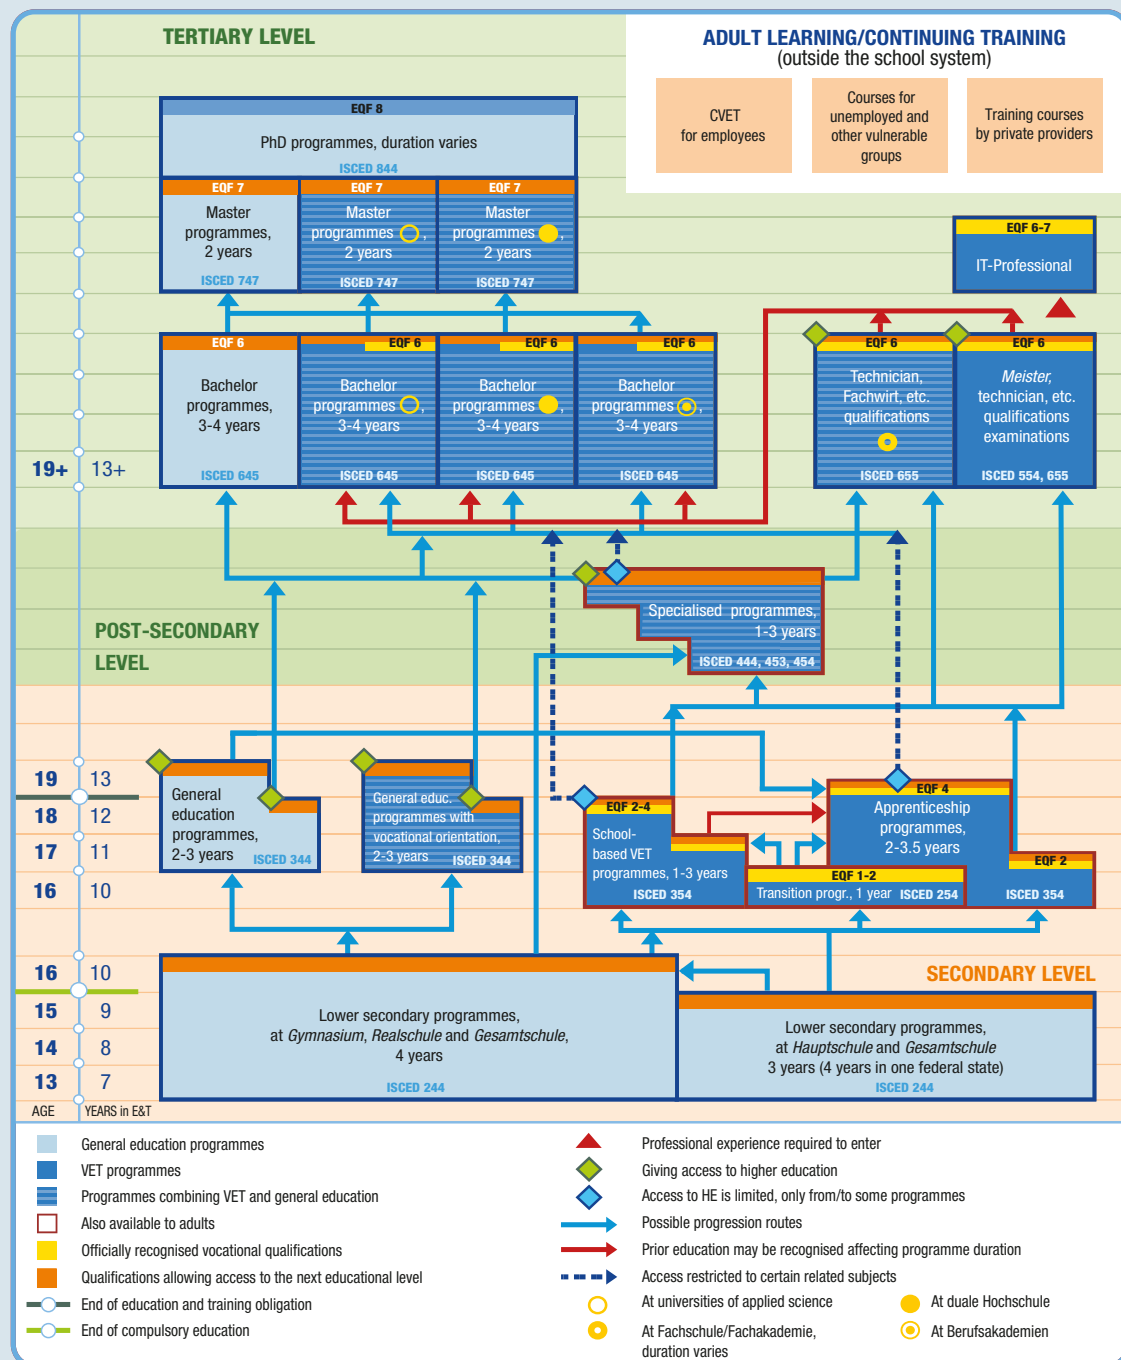 TERTIARY LEVEL
ADULT LEARNING/CONTINUING TRAINING
(outside the school system)
CVET
for employees
Courses for
unemployed and
other vulnerable
groups
Training courses
by private providers
EQF 8
PhD programmes, duration varies
ISCED 844
EQF 7
Master
programmes,
2 years
ISCED 747
EQF 7
Master
programmes ,
2 years
ISCED 747
EQF 7
Master
programmes ,
2 years
ISCED 747
EQF 6-7
IT-Professional
EQF 6
Bachelor
programmes,
3-4 years
ISCED 645
EQF 6
Bachelor
programmes ,
3-4 years
ISCED 645
EQF 6
Bachelor
programmes ,
3-4 years
ISCED 645
EQF 6
Bachelor
programmes ,
3-4 years
ISCED 645
EQF 6
Technician,
Fachwirt, etc.
qualifications
ISCED 655
EQF 6
Meister,
technician, etc.
qualifications
examinations
ISCED 554, 655
19+ 13+
POST-SECONDARY
LEVEL
Specialised programmes,
1-3 years
ISCED 444, 453, 454
19 13
18 12
17 11
16 10
General
education
programmes,
2-3 years
ISCED 344
General educ.
programmes with
vocational orientation,
2-3 years
ISCED 344
EQF 2-4
School-
based VET
programmes, 1-3 years
ISCED 354
EQF 4
Apprenticeship
programmes,
2-3.5 years
EQF 1-2
Transition progr., 1 year ISCED 254
EQF 2
ISCED 354
SECONDARY LEVEL
16 10
15 9
14 8
13 7
AGE YEARS in E&T
Lower secondary programmes,
at Gymnasium, Realschule and Gesamtschule,
4 years
ISCED 244
Lower secondary programmes,
at Hauptschule and Gesamtschule
3 years (4 years in one federal state)
ISCED 244
General education programmes
VET programmes
Programmes combining VET and general education
Also available to adults
Officially recognised vocational qualifications
Qualifications allowing access to the next educational level
End of education and training obligation
End of compulsory education
Professional experience required to enter
Giving access to higher education
Access to HE is limited, only from/to some programmes
Possible progression routes
Prior education may be recognised affecting programme duration
Access restricted to certain related subjects
At universities of applied science
At duale Hochschule
At Fachschule/Fachakademie,
duration varies
At Berufsakademien